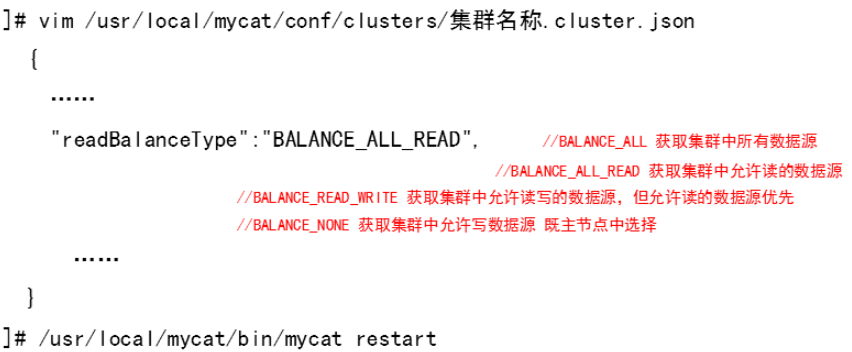 ]# vim /usr/local/mycat/conf/clusters/集群名称.cluster.json
{
……
"readBalanceType":"BALANCE_ALL_READ", //BALANCE_ALL 获取集群中所有数据源
//BALANCE_ALL_READ 获取集群中允许读的数据源
//BALANCE_READ_WRITE 获取集群中允许读写的数据源，但允许读的数据源优先
//BALANCE_NONE 获取集群中允许写数据源 既主节点中选择
……
}
]# /usr/local/mycat/bin/mycat restart